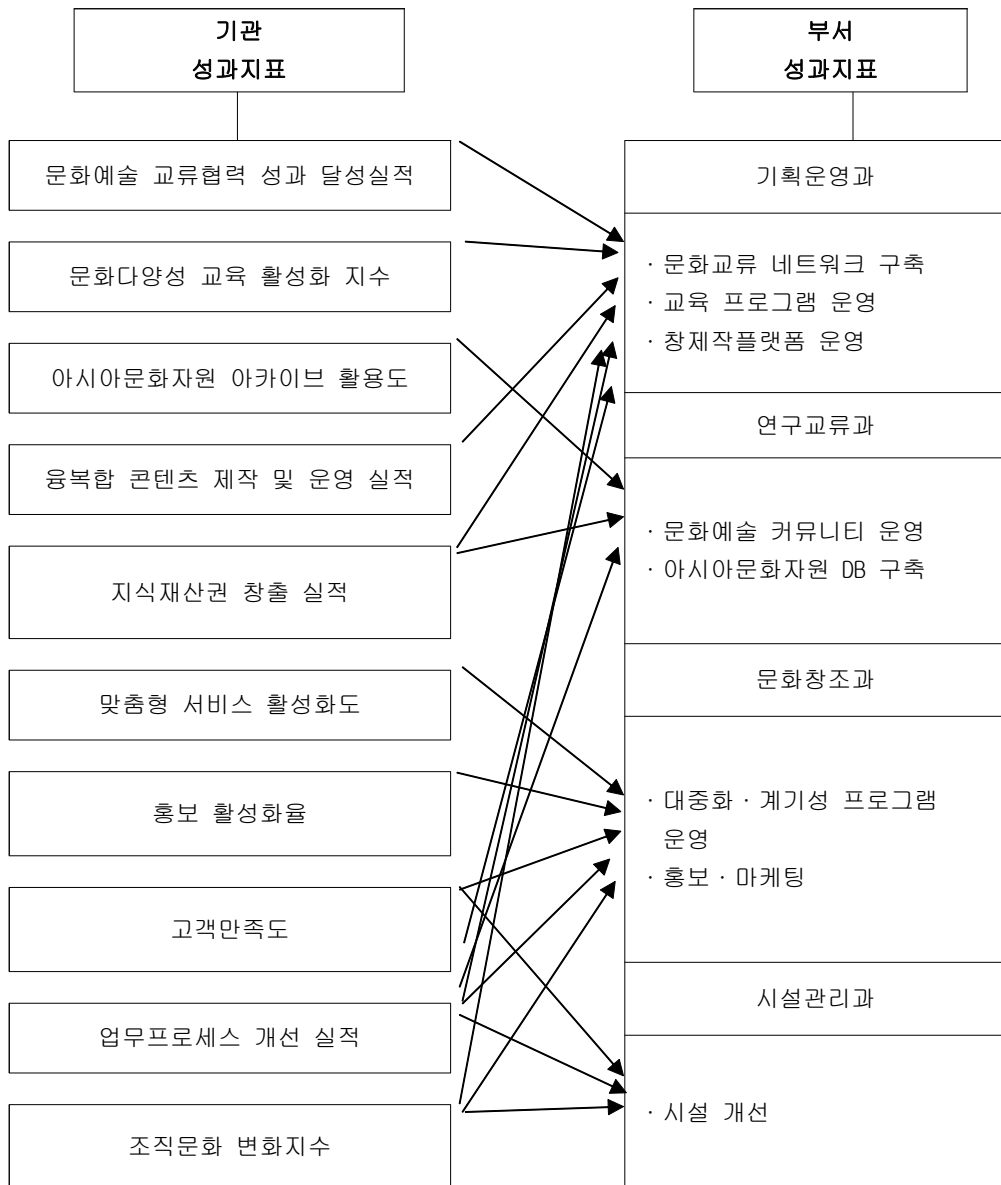 기관
성과지표
문화예술 교류협력 성과 달성실적
문화다양성 교육 활성화 지수
아시아문화자원 아카이브 활용도
융복합 콘텐츠 제작 및 운영 실적
지식재산권 창출 실적
맞춤형 서비스 활성화도
홍보 활성화율
고객만족도
업무프로세스 개선 실적
조직문화 변화지수
부서
성과지표
기획운영과
· 문화교류 네트워크 구축
· 교육 프로그램 운영
· 창제작플랫폼 운영
연구교류과
· 문화예술 커뮤니티 운영
· 아시아문화자원 DB 구축
문화창조과
· 대중화 · 계기성 프로그램
운영
· 홍보 · 마케팅
시설관리과
· 시설 개선